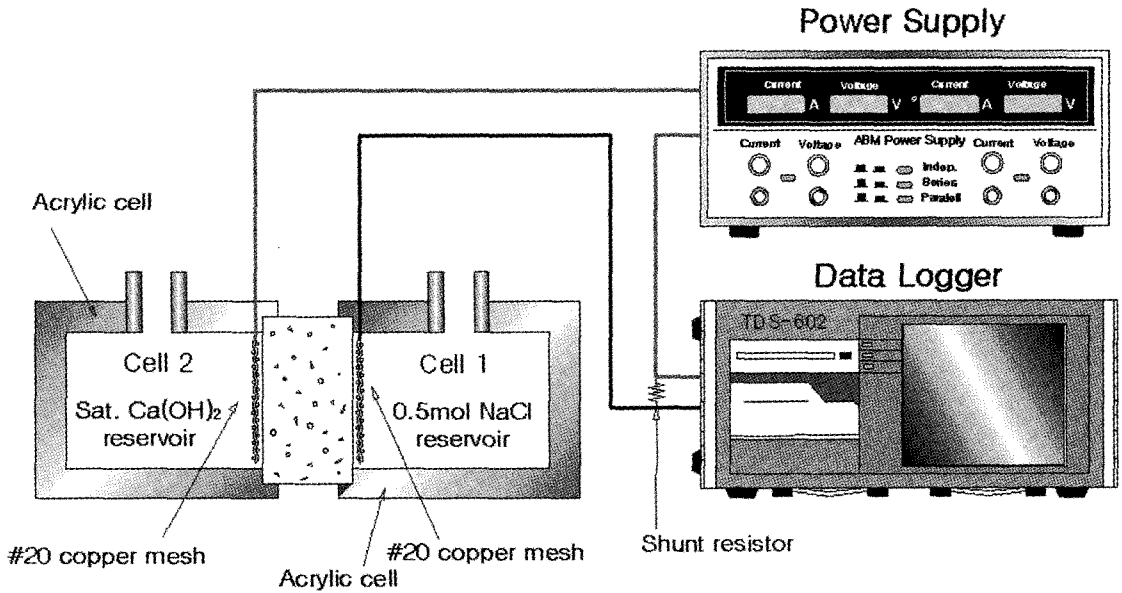 Power Supply
Current Voltage Current Voltage
A V A V
Current Voltage ABM Power Supply Current Voltage
Indep.
Series
Parallel
Acrylic cell
Data Logger
TDS-602
Cell 2
Sat. Ca(OH)₂
reservoir
Cell 1
0.5mol NaCl
reservoir
#20 copper mesh
Acrylic cell
#20 copper mesh
Shunt resistor